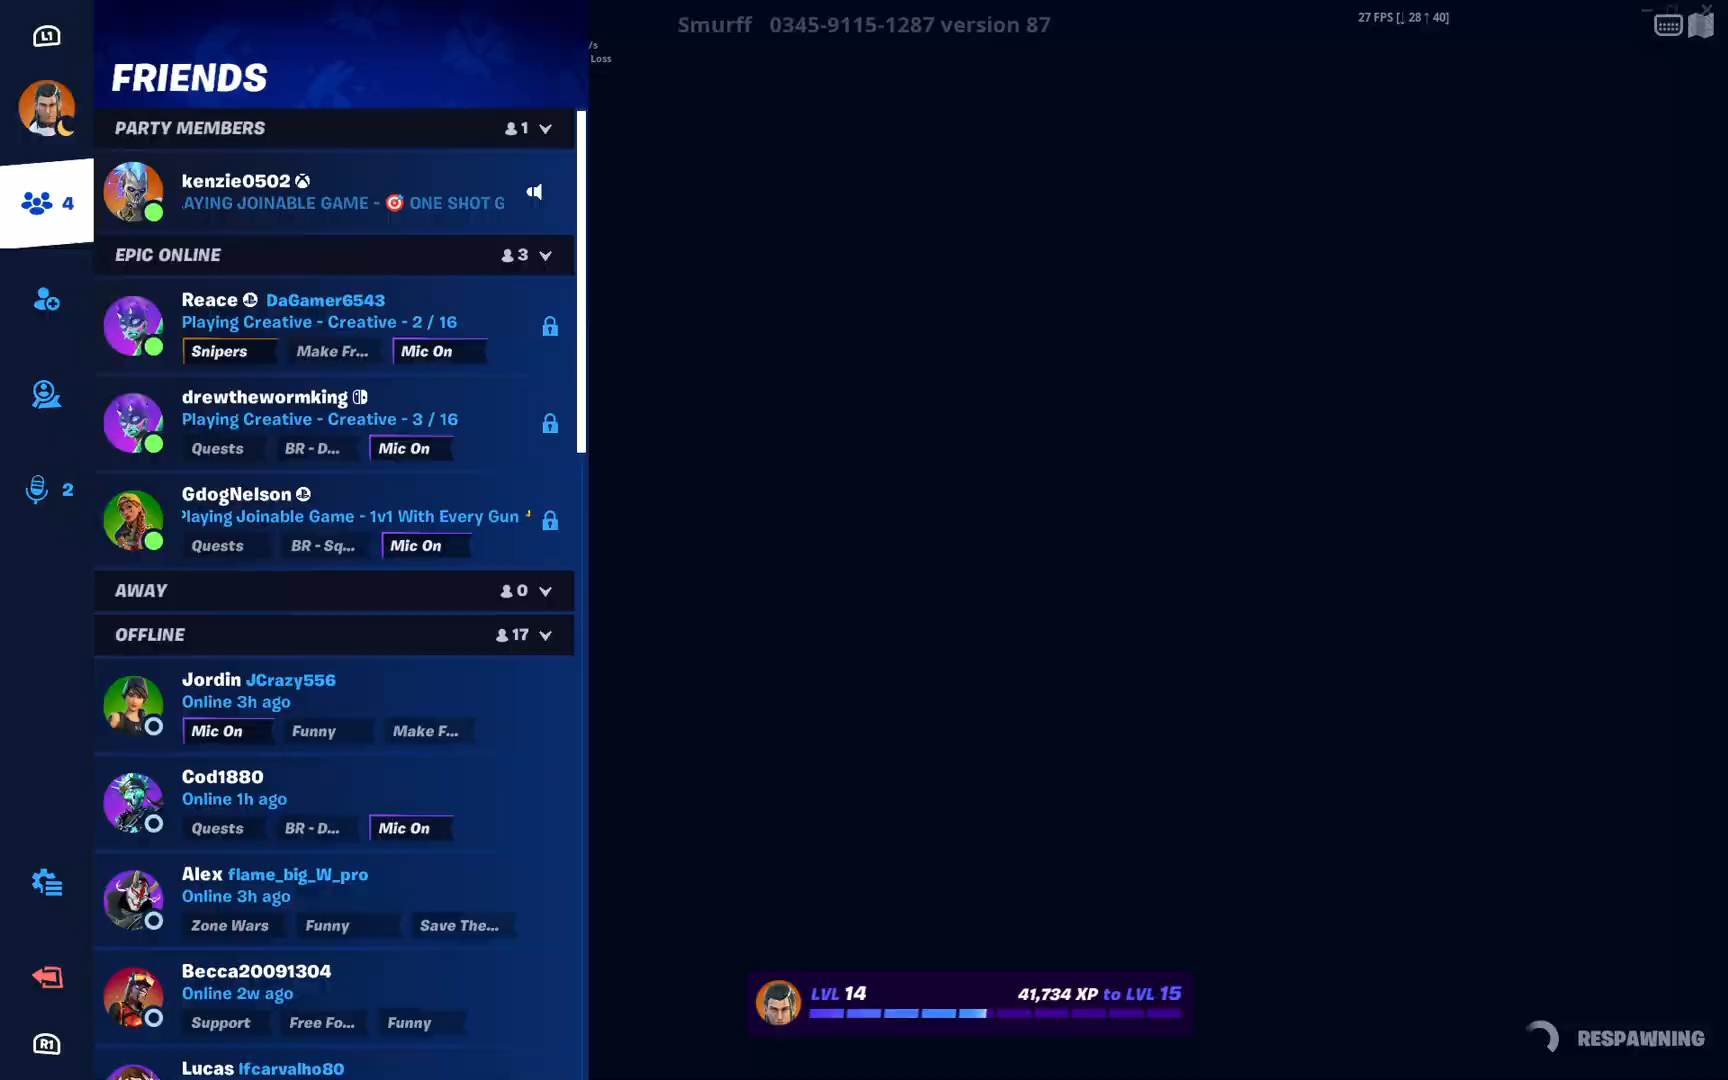 L1
Smurff 0345-9115-1287 version 87
27 FPS [↓ 28 ↑ 40]
/s
Loss
FRIENDS
PARTY MEMBERS 1
kenzie0502
AYING JOINABLE GAME - 🎯 ONE SHOT G
4
EPIC ONLINE 3
Reace DaGamer6543
Playing Creative - Creative - 2 / 16
Snipers Make Fr... Mic On
drewthewormking
Playing Creative - Creative - 3 / 16
Quests BR - D... Mic On
2
GdogNelson
Playing Joinable Game - 1v1 With Every Gun
Quests BR - Sq... Mic On
AWAY 0
OFFLINE 17
Jordin JCrazy556
Online 3h ago
Mic On Funny Make F...
Cod1880
Online 1h ago
Quests BR - D... Mic On
Alex flame_big_W_pro
Online 3h ago
Zone Wars Funny Save The...
Becca20091304
Online 2w ago
Support Free Fo... Funny
R1
Lucas lfcarvalho80
LVL 14 41,734 XP to LVL 15
RESPAWNING